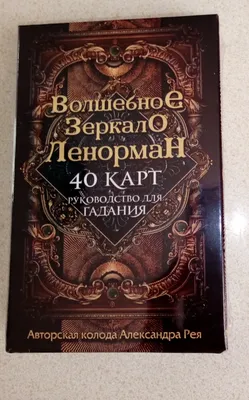 Волшебное
Зеркало
Ленорман
40 карт
руководство для
гадания
Авторская колода Александра Рея